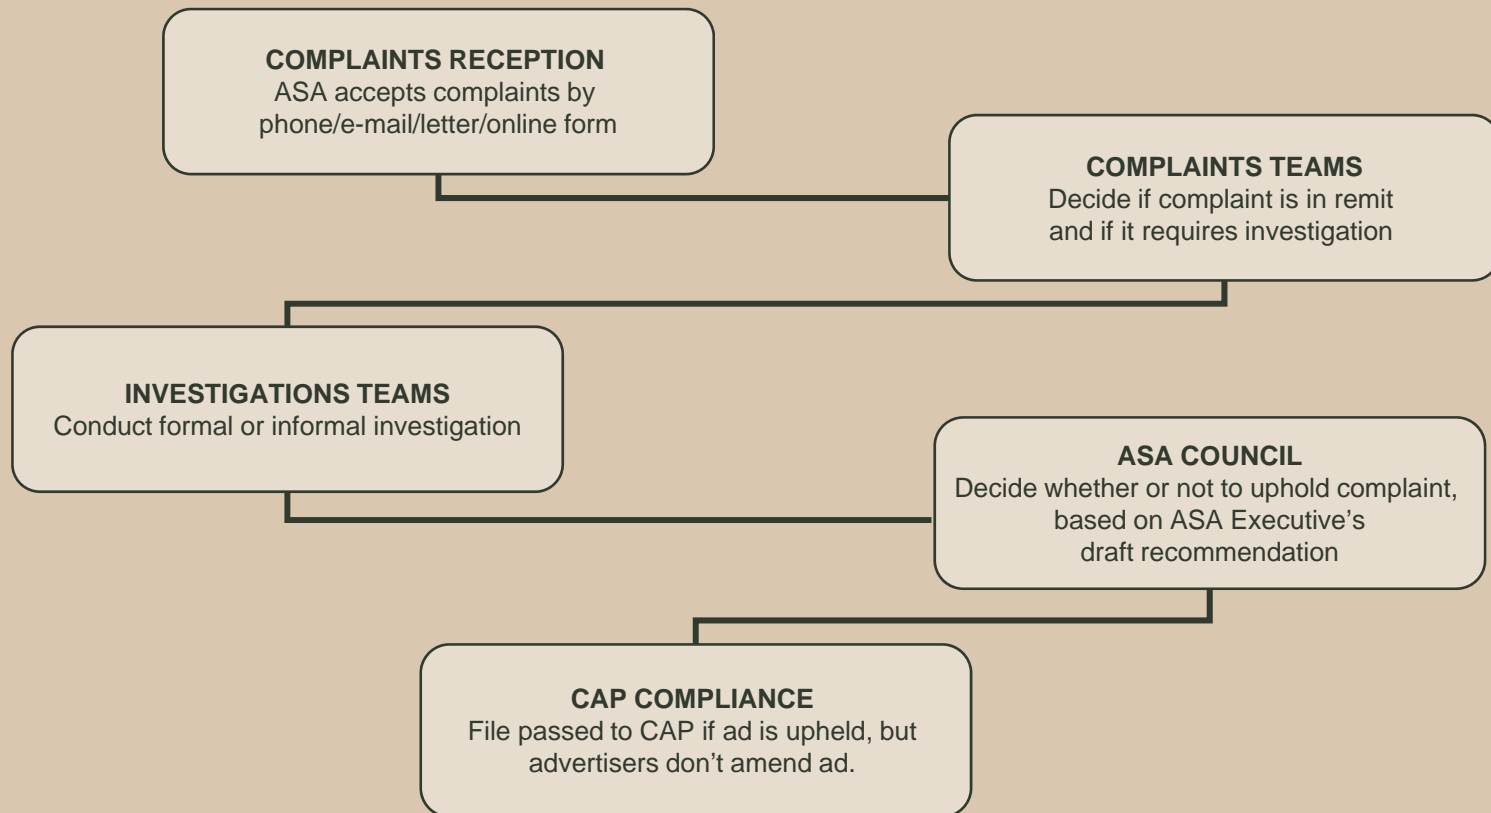 COMPLAINTS RECEPTION
ASA accepts complaints by
phone/e-mail/letter/online form
COMPLAINTS TEAMS
Decide if complaint is in remit
and if it requires investigation
INVESTIGATIONS TEAMS
Conduct formal or informal investigation
ASA COUNCIL
Decide whether or not to uphold complaint,
based on ASA Executive’s
draft recommendation
CAP COMPLIANCE
File passed to CAP if ad is upheld, but
advertisers don’t amend ad.